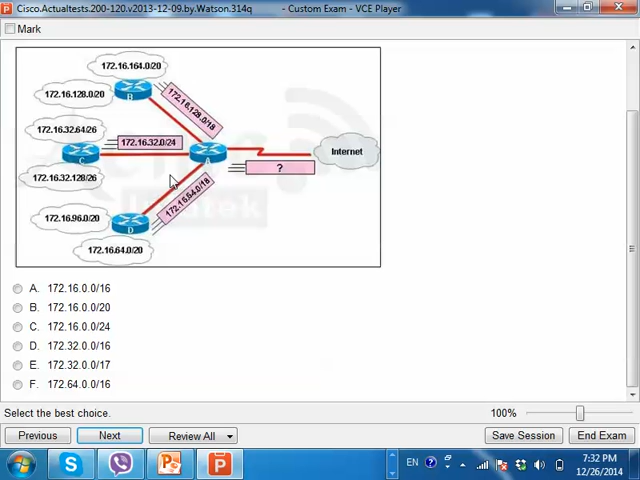 Cisco.Actualtests.200-120.v2013-12-09.by.Watson.314q - Custom Exam - VCE Player
Mark
172.16.164.0/20
B
172.16.128.0/18
172.16.128.0/20
172.16.32.64/26
C
172.16.32.0/24
A
Internet
?
172.16.32.128/26
172.16.64.0/18
172.16.96.0/20
D
172.16.64.0/20
A. 172.16.0.0/16
B. 172.16.0.0/20
C. 172.16.0.0/24
D. 172.32.0.0/16
E. 172.32.0.0/17
F. 172.64.0.0/16
Select the best choice.
100%
Previous
Next
Review All
Save Session
End Exam
EN
7:32 PM
12/26/2014